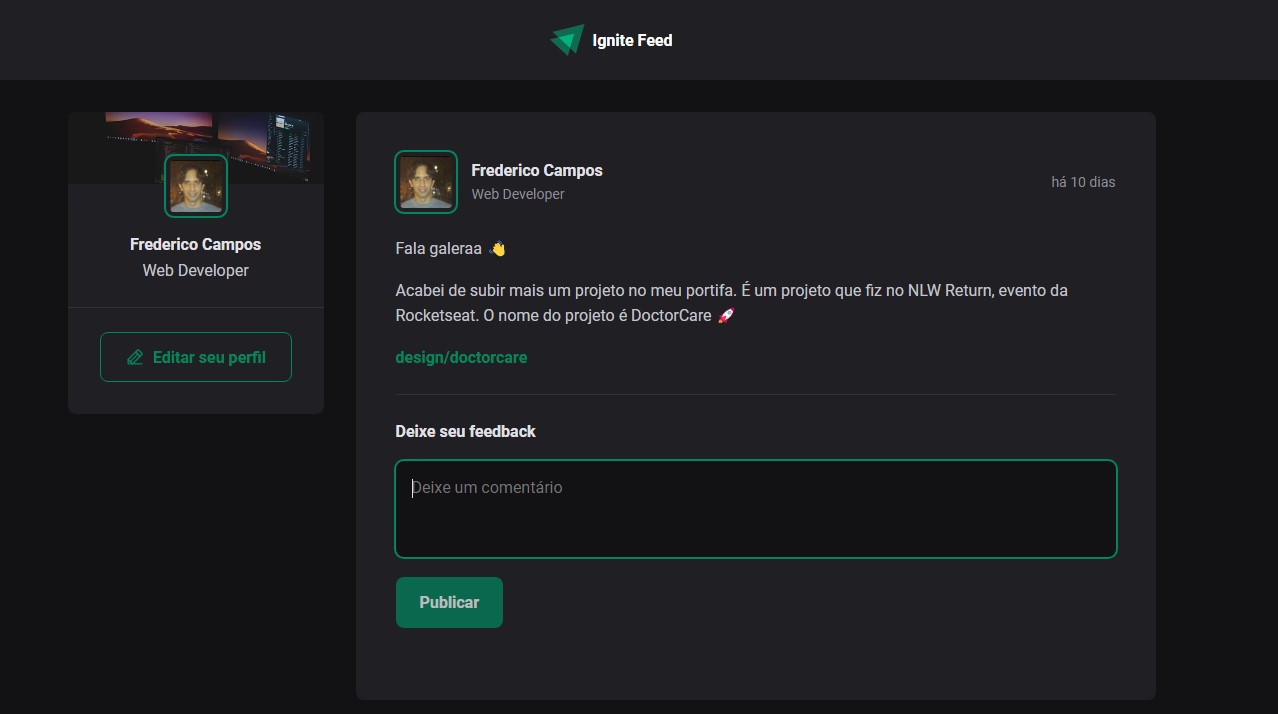 Ignite Feed
Frederico Campos
Web Developer
Editar seu perfil
Frederico Campos
Web Developer
há 10 dias
Fala galeraa 👋
Acabei de subir mais um projeto no meu portifa. É um projeto que fiz no NLW Return, evento da
Rocketseat. O nome do projeto é DoctorCare 🚀
design/doctorcare
Deixe seu feedback
Deixe um comentário
Publicar